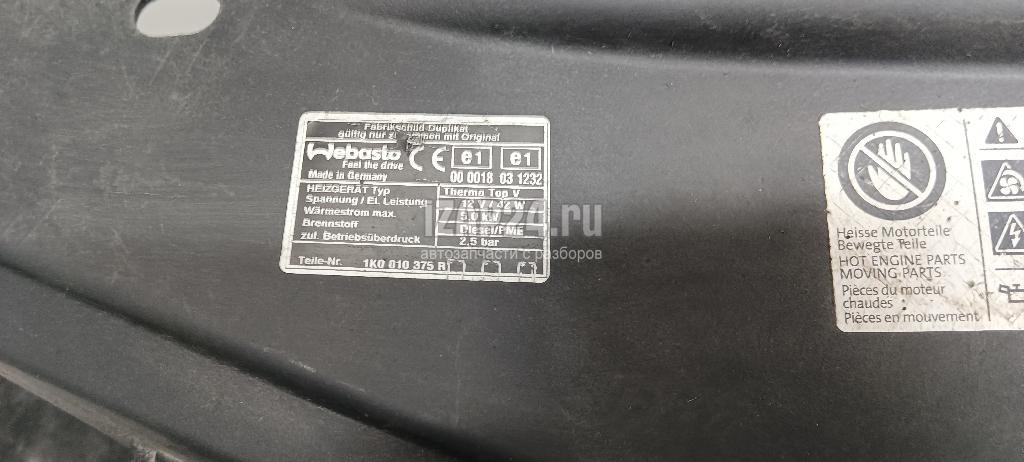 Fabrikschild-Duplikat
gültig nur zusammen mit Original
Webasto CE e1 e1
Feel the drive
Made in Germany 00 0018 03 1232
HEIZGERÄT Typ Thermo Top V
Spannung / El. Leistung 12 V / 42 W
Wärmestrom max. 5,0 kW
Brennstoff Diesel/PME
zul. Betriebsüberdruck 2,5 bar
Teile-Nr. 1K0 010 375
автозапчасти с разборов
Heisse Motorteile
Bewegte Teile
HOT ENGINE PARTS
MOVING PARTS
Pièces du moteur
chaudes
Pièces en mouvement